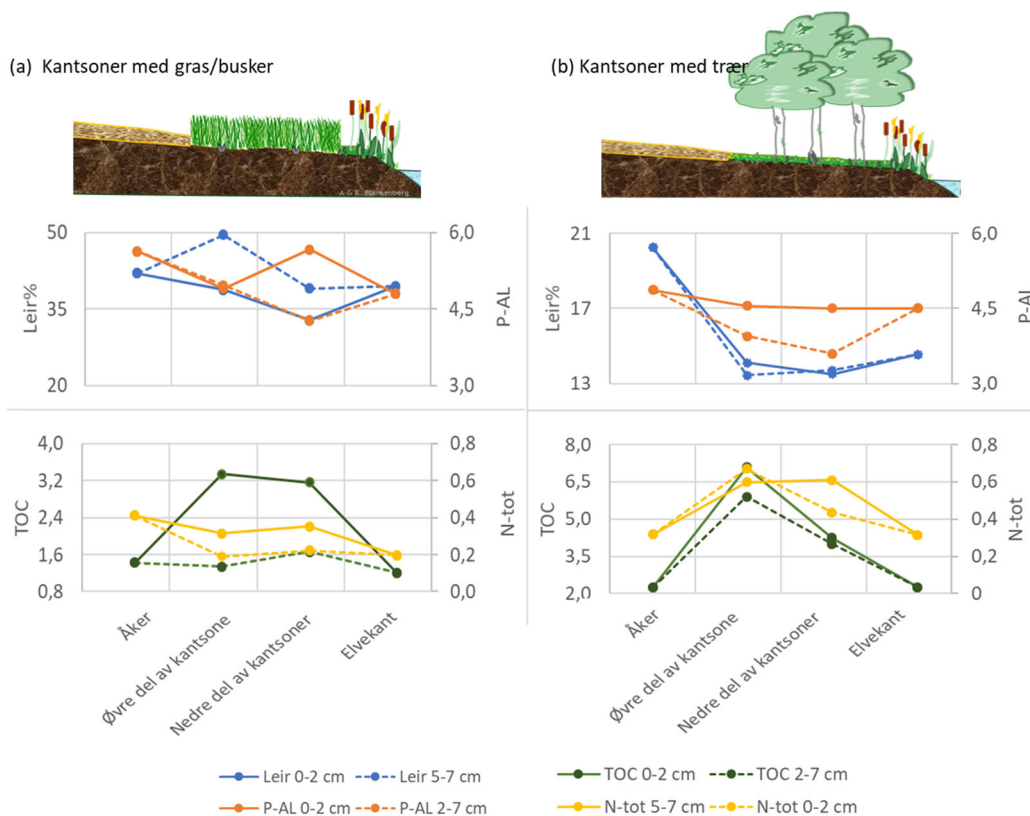 (a) Kantsoner med gras/busker
(b) Kantsoner med trær
A-G B. Blankenberg
50
35
20
Leir%
6,0
4,5
3,0
P-AL
21
17
13
Leir%
6,0
4,5
3,0
P-AL
4,0
3,2
2,4
1,6
0,8
TOC
0,8
0,6
0,4
0,2
0,0
N-tot
8,0
6,5
5,0
3,5
2,0
TOC
0,8
0,6
0,4
0,2
0
N-tot
Åker
Øvre del av kantsone
Nedre del av kantsoner
Elvekant
Åker
Øvre del av kantsone
Nedre del av kantsoner
Elvekant
Leir 0-2 cm
Leir 5-7 cm
P-AL 0-2 cm
P-AL 2-7 cm
TOC 0-2 cm
TOC 2-7 cm
N-tot 5-7 cm
N-tot 0-2 cm